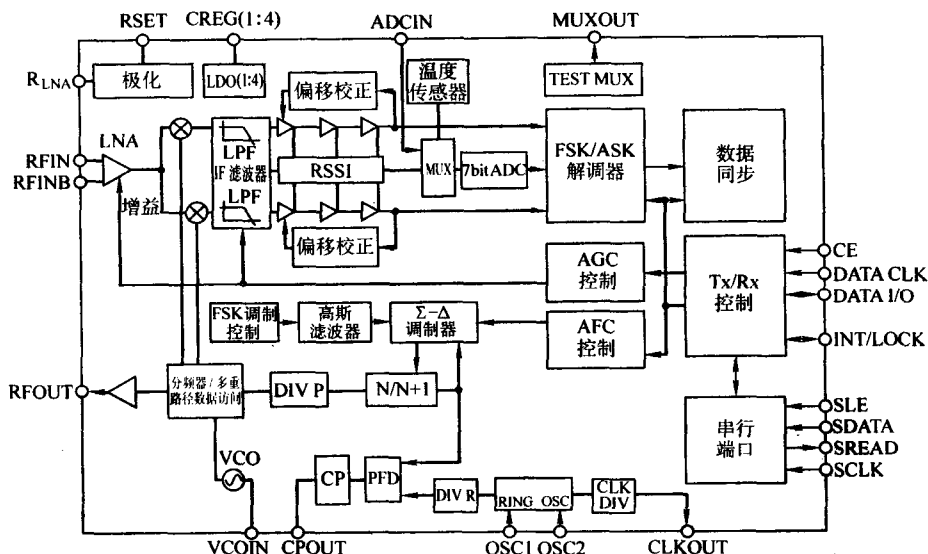 RSET
CREG(1:4)
ADCIN
MUXOUT
RLNA
极化
LDO(1:4)
偏移校正
温度
传感器
TEST MUX
LNA
RFIN
RFINB
增益
LPF
IF 滤波器
LPF
RSSI
MUX
7bit ADC
FSK/ASK
解调器
数据
同步
偏移校正
AGC
控制
Tx/Rx
控制
CE
DATA CLK
DATA I/O
INT/LOCK
FSK调制
控制
高斯
滤波器
Σ-Δ
调制器
AFC
控制
RFOUT
分频器/多重
路径数据访问
DIV P
N/N+1
串行
端口
SLE
SDATA
SREAD
SCLK
VCO
CP
PFD
DIV R
RING OSC
CLK
DIV
VCOIN
CPOUT
OSC1
OSC2
CLKOUT